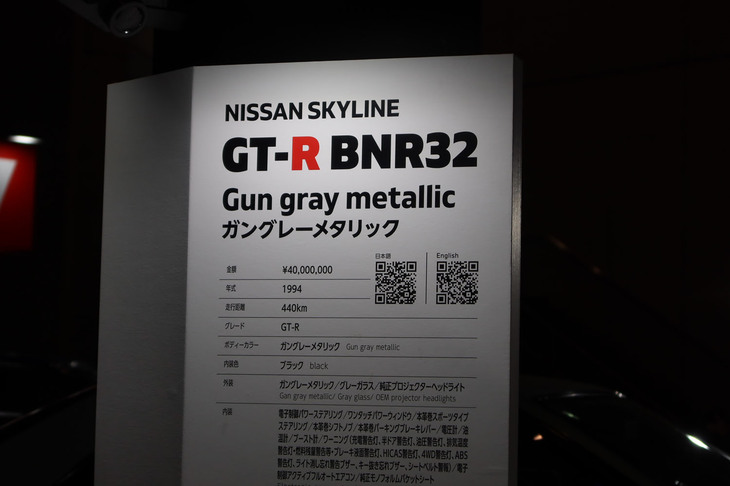 NISSAN SKYLINE
GT-R BNR32
Gun gray metallic
ガングレーメタリック
日本語 English
金額 ¥40,000,000
年式 1994
走行距離 440km
グレード GT-R
ボディーカラー ガングレーメタリック Gun gray metallic
内装色 ブラック black
外装 ガングレーメタリック/グレーガラス/純正プロジェクターヘッドライト
Gan gray metallic/ Gray glass/ OEM projector headlights
内装 電子制御パワーステアリング/ワンタッチパワーウィンドウ/本革巻スポーツタイプ
ステアリング/本革巻シフトノブ/本革巻パーキングブレーキレバー/電圧計/油
温計/ブースト計/ワーニング(充電警告灯、半ドア警告灯、油圧警告灯、排気温度
警告灯・燃料残量警告等・ブレーキ液面警告灯、HICAS警告灯、4WD警告灯、ABS
警告灯、ライト消し忘れ警告ブザー、キー抜き忘れブザー、シートベルト警報)/電子
制御アクティブフルオートエアコン/純正モノフォルムバケットシート